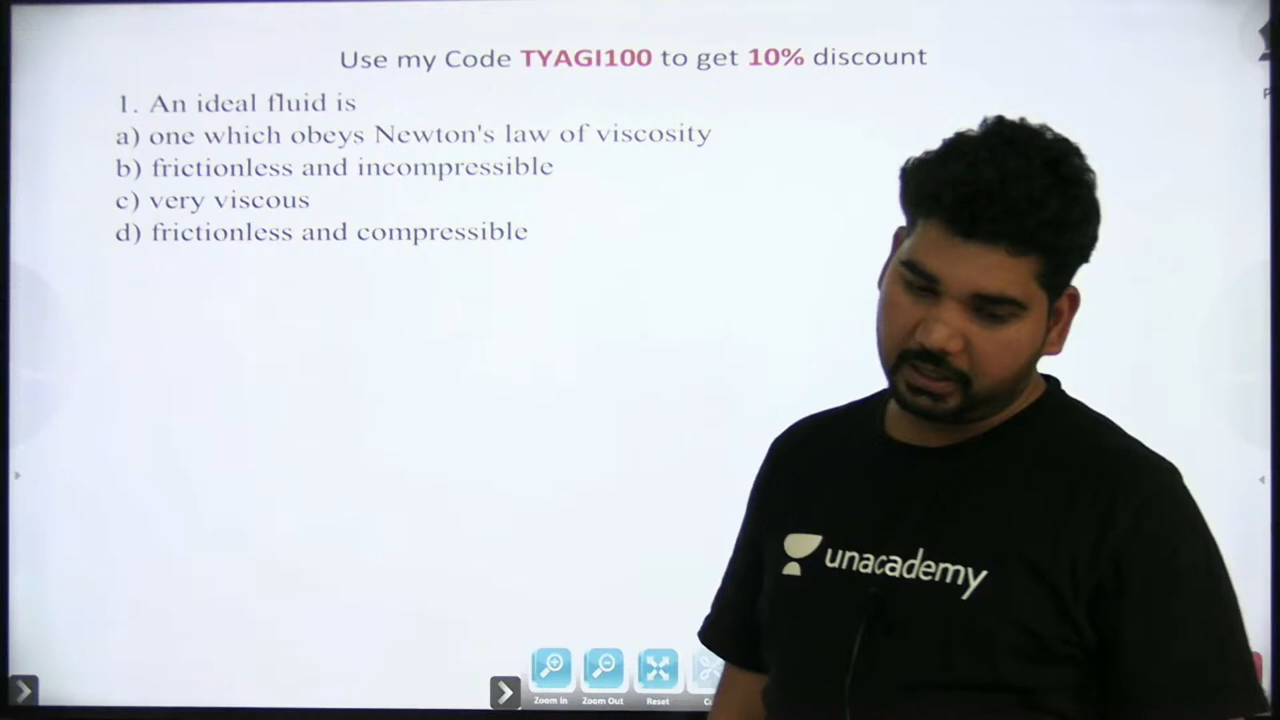 Use my Code TYAGI100 to get 10% discount
1. An ideal fluid is
a) one which obeys Newton's law of viscosity
b) frictionless and incompressible
c) very viscous
d) frictionless and compressible
unacademy
Zoom In Zoom Out Reset